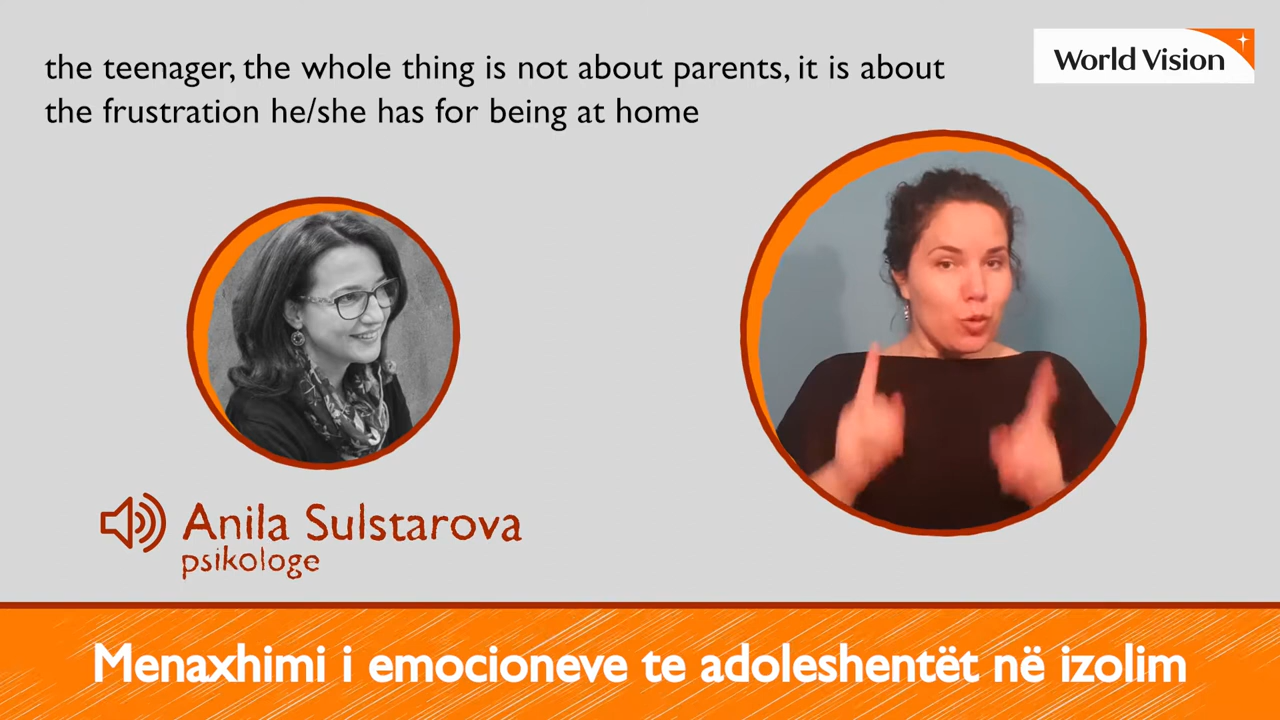 the teenager, the whole thing is not about parents, it is about
the frustration he/she has for being at home
World Vision
Anila Sulstarova
psikologe
Menaxhimi i emocioneve te adoleshentët në izolim